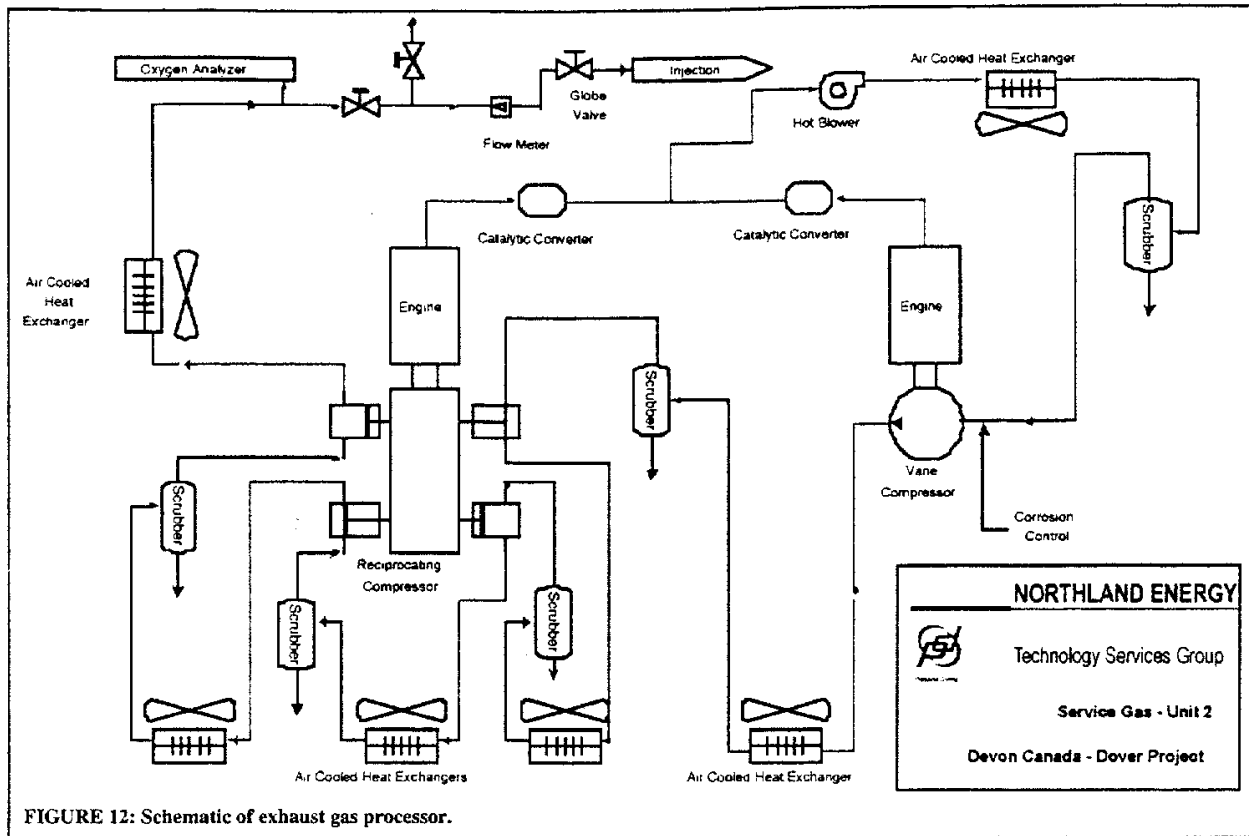 Oxygen Analyzer
Injection
Globe
Valve
Flow Meter
Hot Blower
Air Cooled Heat Exchanger
Catalytic Converter
Catalytic Converter
Scrubber
Air Cooled
Heat
Exchanger
Engine
Engine
Scrubber
Vane
Compressor
Corrosion
Control
Scrubber
Reciprocating
Compressor
Scrubber
Scrubber
Air Cooled Heat Exchangers
Air Cooled Heat Exchanger
NORTHLAND ENERGY
Technology Services Group
Service Gas - Unit 2
Devon Canada - Dover Project
FIGURE 12: Schematic of exhaust gas processor.